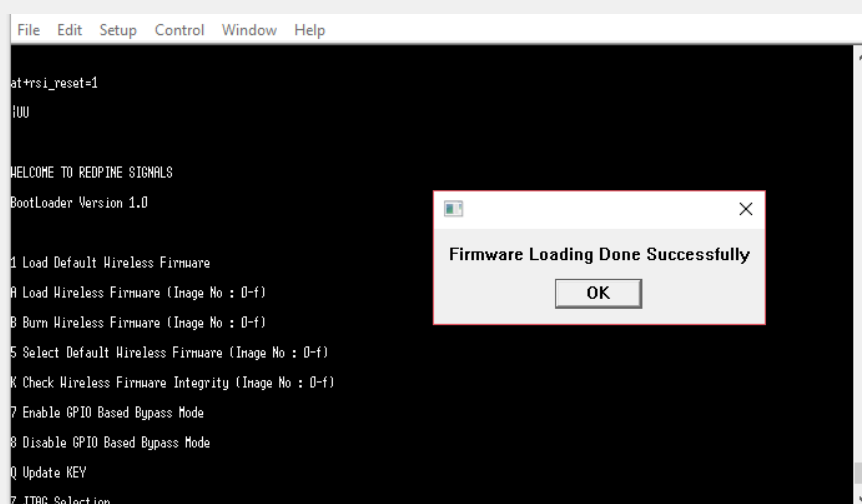 File Edit Setup Control Window Help
at+rsi_reset=1
¦UU
WELCOME TO REDPINE SIGNALS
BootLoader Version 1.0
1 Load Default Wireless Firmware
A Load Wireless Firmware (Image No : 0-f)
B Burn Wireless Firmware (Image No : 0-f)
5 Select Default Wireless Firmware (Image No : 0-f)
K Check Wireless Firmware Integrity (Image No : 0-f)
7 Enable GPIO Based Bypass Mode
8 Disable GPIO Based Bypass Mode
Q Update KEY
Z JTAG Selection
Firmware Loading Done Successfully
OK